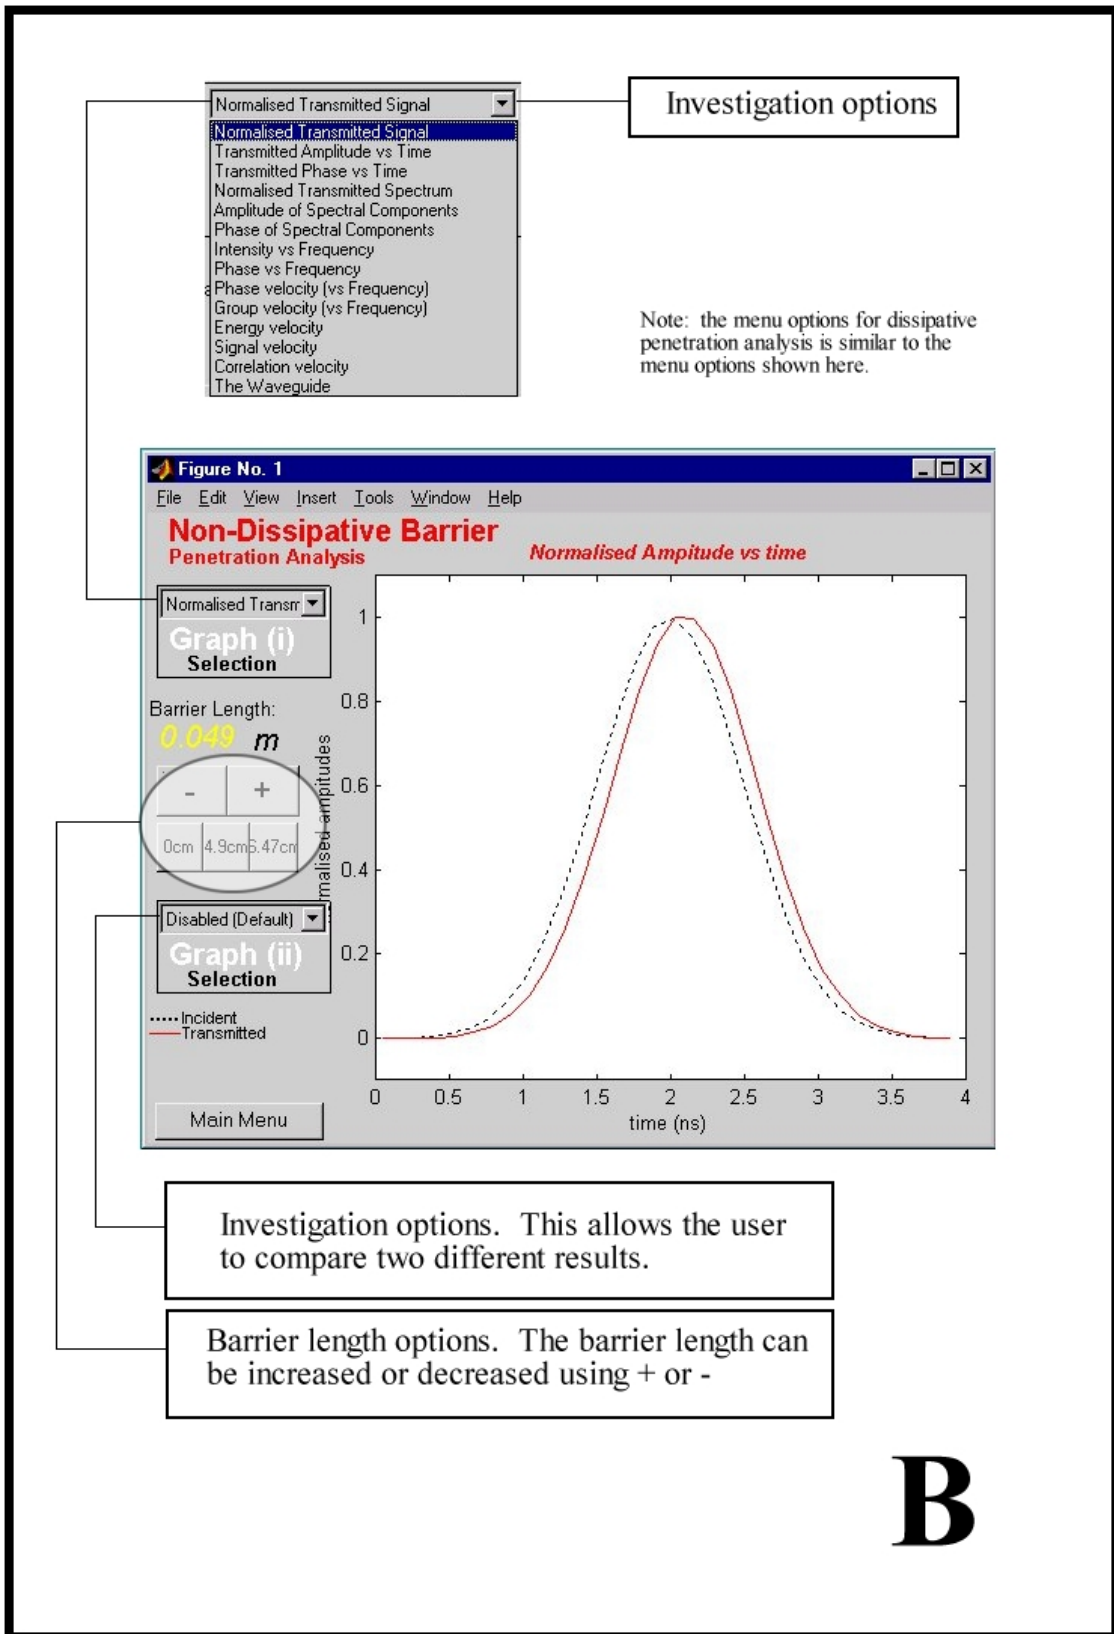 Normalised Transmitted Signal
Investigation options
Normalised Transmitted Signal
Transmitted Amplitude vs Time
Transmitted Phase vs Time
Normalised Transmitted Spectrum
Amplitude of Spectral Components
Phase of Spectral Components
Intensity vs Frequency
Phase vs Frequency
Phase velocity (vs Frequency)
Group velocity (vs Frequency)
Energy velocity
Signal velocity
Correlation velocity
The Waveguide
Note: the menu options for dissipative
penetration analysis is similar to the
menu options shown here.
Figure No. 1
File Edit View Insert Tools Window Help
Non-Dissipative Barrier
Penetration Analysis
Normalised Ampitude vs time
Normalised Transm
Graph (i)
Selection
Barrier Length:
0.049 m
- +
0cm 4.9cm 6.47cm
Disabled (Default)
Graph (ii)
Selection
Incident
Transmitted
Main Menu
ampitudes
1
0.8
0.6
0.4
0.2
0
0 0.5 1 1.5 2 2.5 3 3.5 4
time (ns)
Investigation options. This allows the user
to compare two different results.
Barrier length options. The barrier length can
be increased or decreased using + or -
B